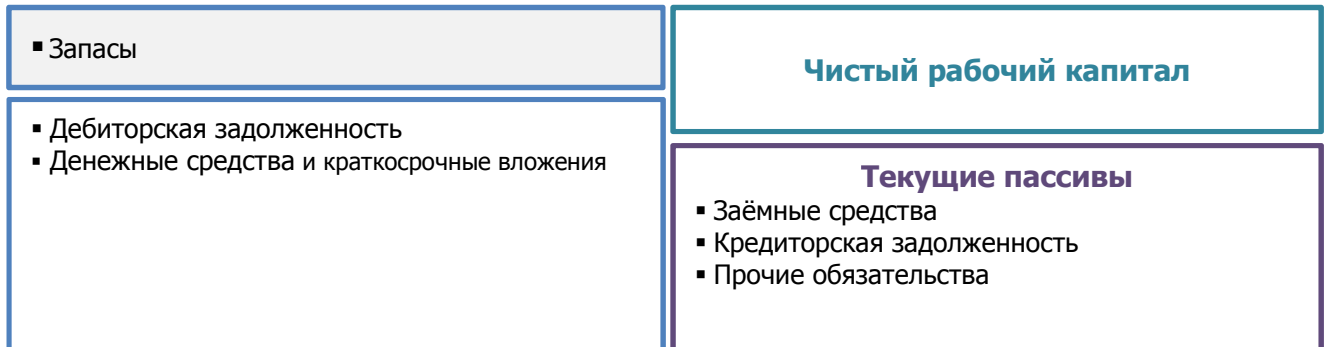 ▪ Запасы
▪ Дебиторская задолженность
▪ Денежные средства и краткосрочные вложения
Чистый рабочий капитал
Текущие пассивы
▪ Заёмные средства
▪ Кредиторская задолженность
▪ Прочие обязательства